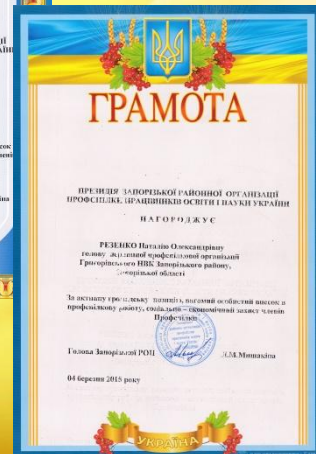 ГРАМОТА
ПРЕЗИДІЯ ЗАПОРІЗЬКОЇ РАЙОННОЇ ОРГАНІЗАЦІЇ
ПРОФСПІЛКИ ПРАЦІВНИКІВ ОСВІТИ І НАУКИ УКРАЇНИ
НАГОРОДЖУЄ
РЕЗЕНКО Наталію Олександрівну
голову первинної профспілкової організації
Григорівського НВК Запорізького району,
Запорізької області
За активну громадську позицію, вагомий особистий внесок в
профспілкову роботу, соціально - економічний захист членів
Профспілки
Голова Запорізької РОП
04 березня 2015 року
УКРАЇНА